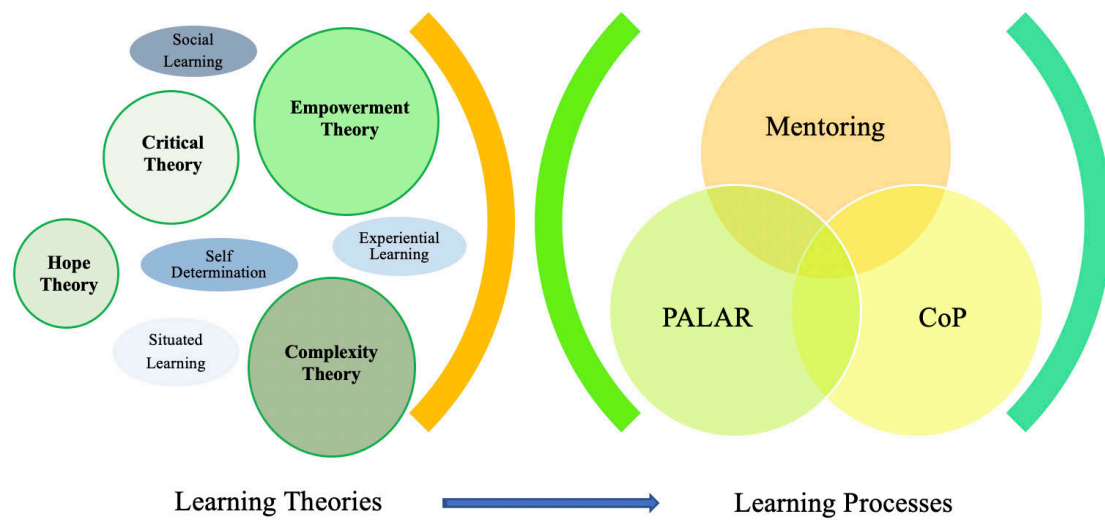 Social
Learning
Empowerment
Theory
Critical
Theory
Experiential
Learning
Self
Determination
Hope
Theory
Situated
Learning
Complexity
Theory
Mentoring
PALAR
CoP
Learning Theories
Learning Processes